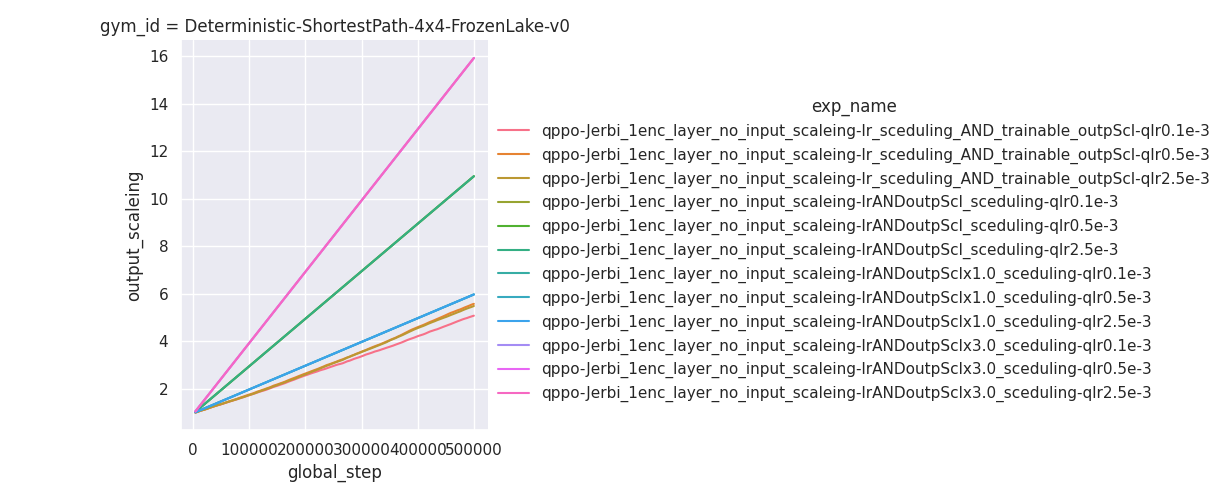 gym_id = Deterministic-ShortestPath-4x4-FrozenLake-v0
16
14
12
10
8
6
4
2
output_scaleing
0 100000 200000 300000 400000 500000
global_step
exp_name
qppo-Jerbi_1enc_layer_no_input_scaleing-lr_sceduling_AND_trainable_outpScl-qlr0.1e-3
qppo-Jerbi_1enc_layer_no_input_scaleing-lr_sceduling_AND_trainable_outpScl-qlr0.5e-3
qppo-Jerbi_1enc_layer_no_input_scaleing-lr_sceduling_AND_trainable_outpScl-qlr2.5e-3
qppo-Jerbi_1enc_layer_no_input_scaleing-lrANDoutpScl_sceduling-qlr0.1e-3
qppo-Jerbi_1enc_layer_no_input_scaleing-lrANDoutpScl_sceduling-qlr0.5e-3
qppo-Jerbi_1enc_layer_no_input_scaleing-lrANDoutpScl_sceduling-qlr2.5e-3
qppo-Jerbi_1enc_layer_no_input_scaleing-lrANDoutpSclx1.0_sceduling-qlr0.1e-3
qppo-Jerbi_1enc_layer_no_input_scaleing-lrANDoutpSclx1.0_sceduling-qlr0.5e-3
qppo-Jerbi_1enc_layer_no_input_scaleing-lrANDoutpSclx1.0_sceduling-qlr2.5e-3
qppo-Jerbi_1enc_layer_no_input_scaleing-lrANDoutpSclx3.0_sceduling-qlr0.1e-3
qppo-Jerbi_1enc_layer_no_input_scaleing-lrANDoutpSclx3.0_sceduling-qlr0.5e-3
qppo-Jerbi_1enc_layer_no_input_scaleing-lrANDoutpSclx3.0_sceduling-qlr2.5e-3